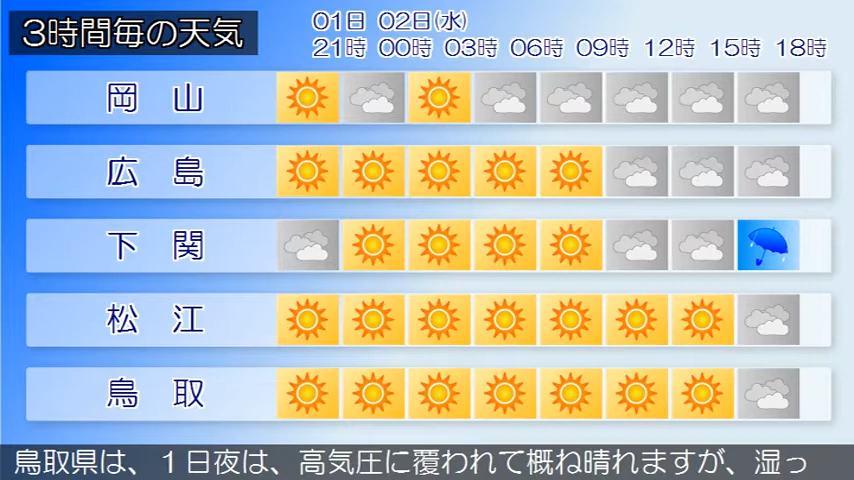 3時間毎の天気
01日 02日(水)
21時 00時 03時 06時 09時 12時 15時 18時
岡 山
広 島
下 関
松 江
鳥 取
鳥取県は、１日夜は、高気圧に覆われて概ね晴れますが、湿っ